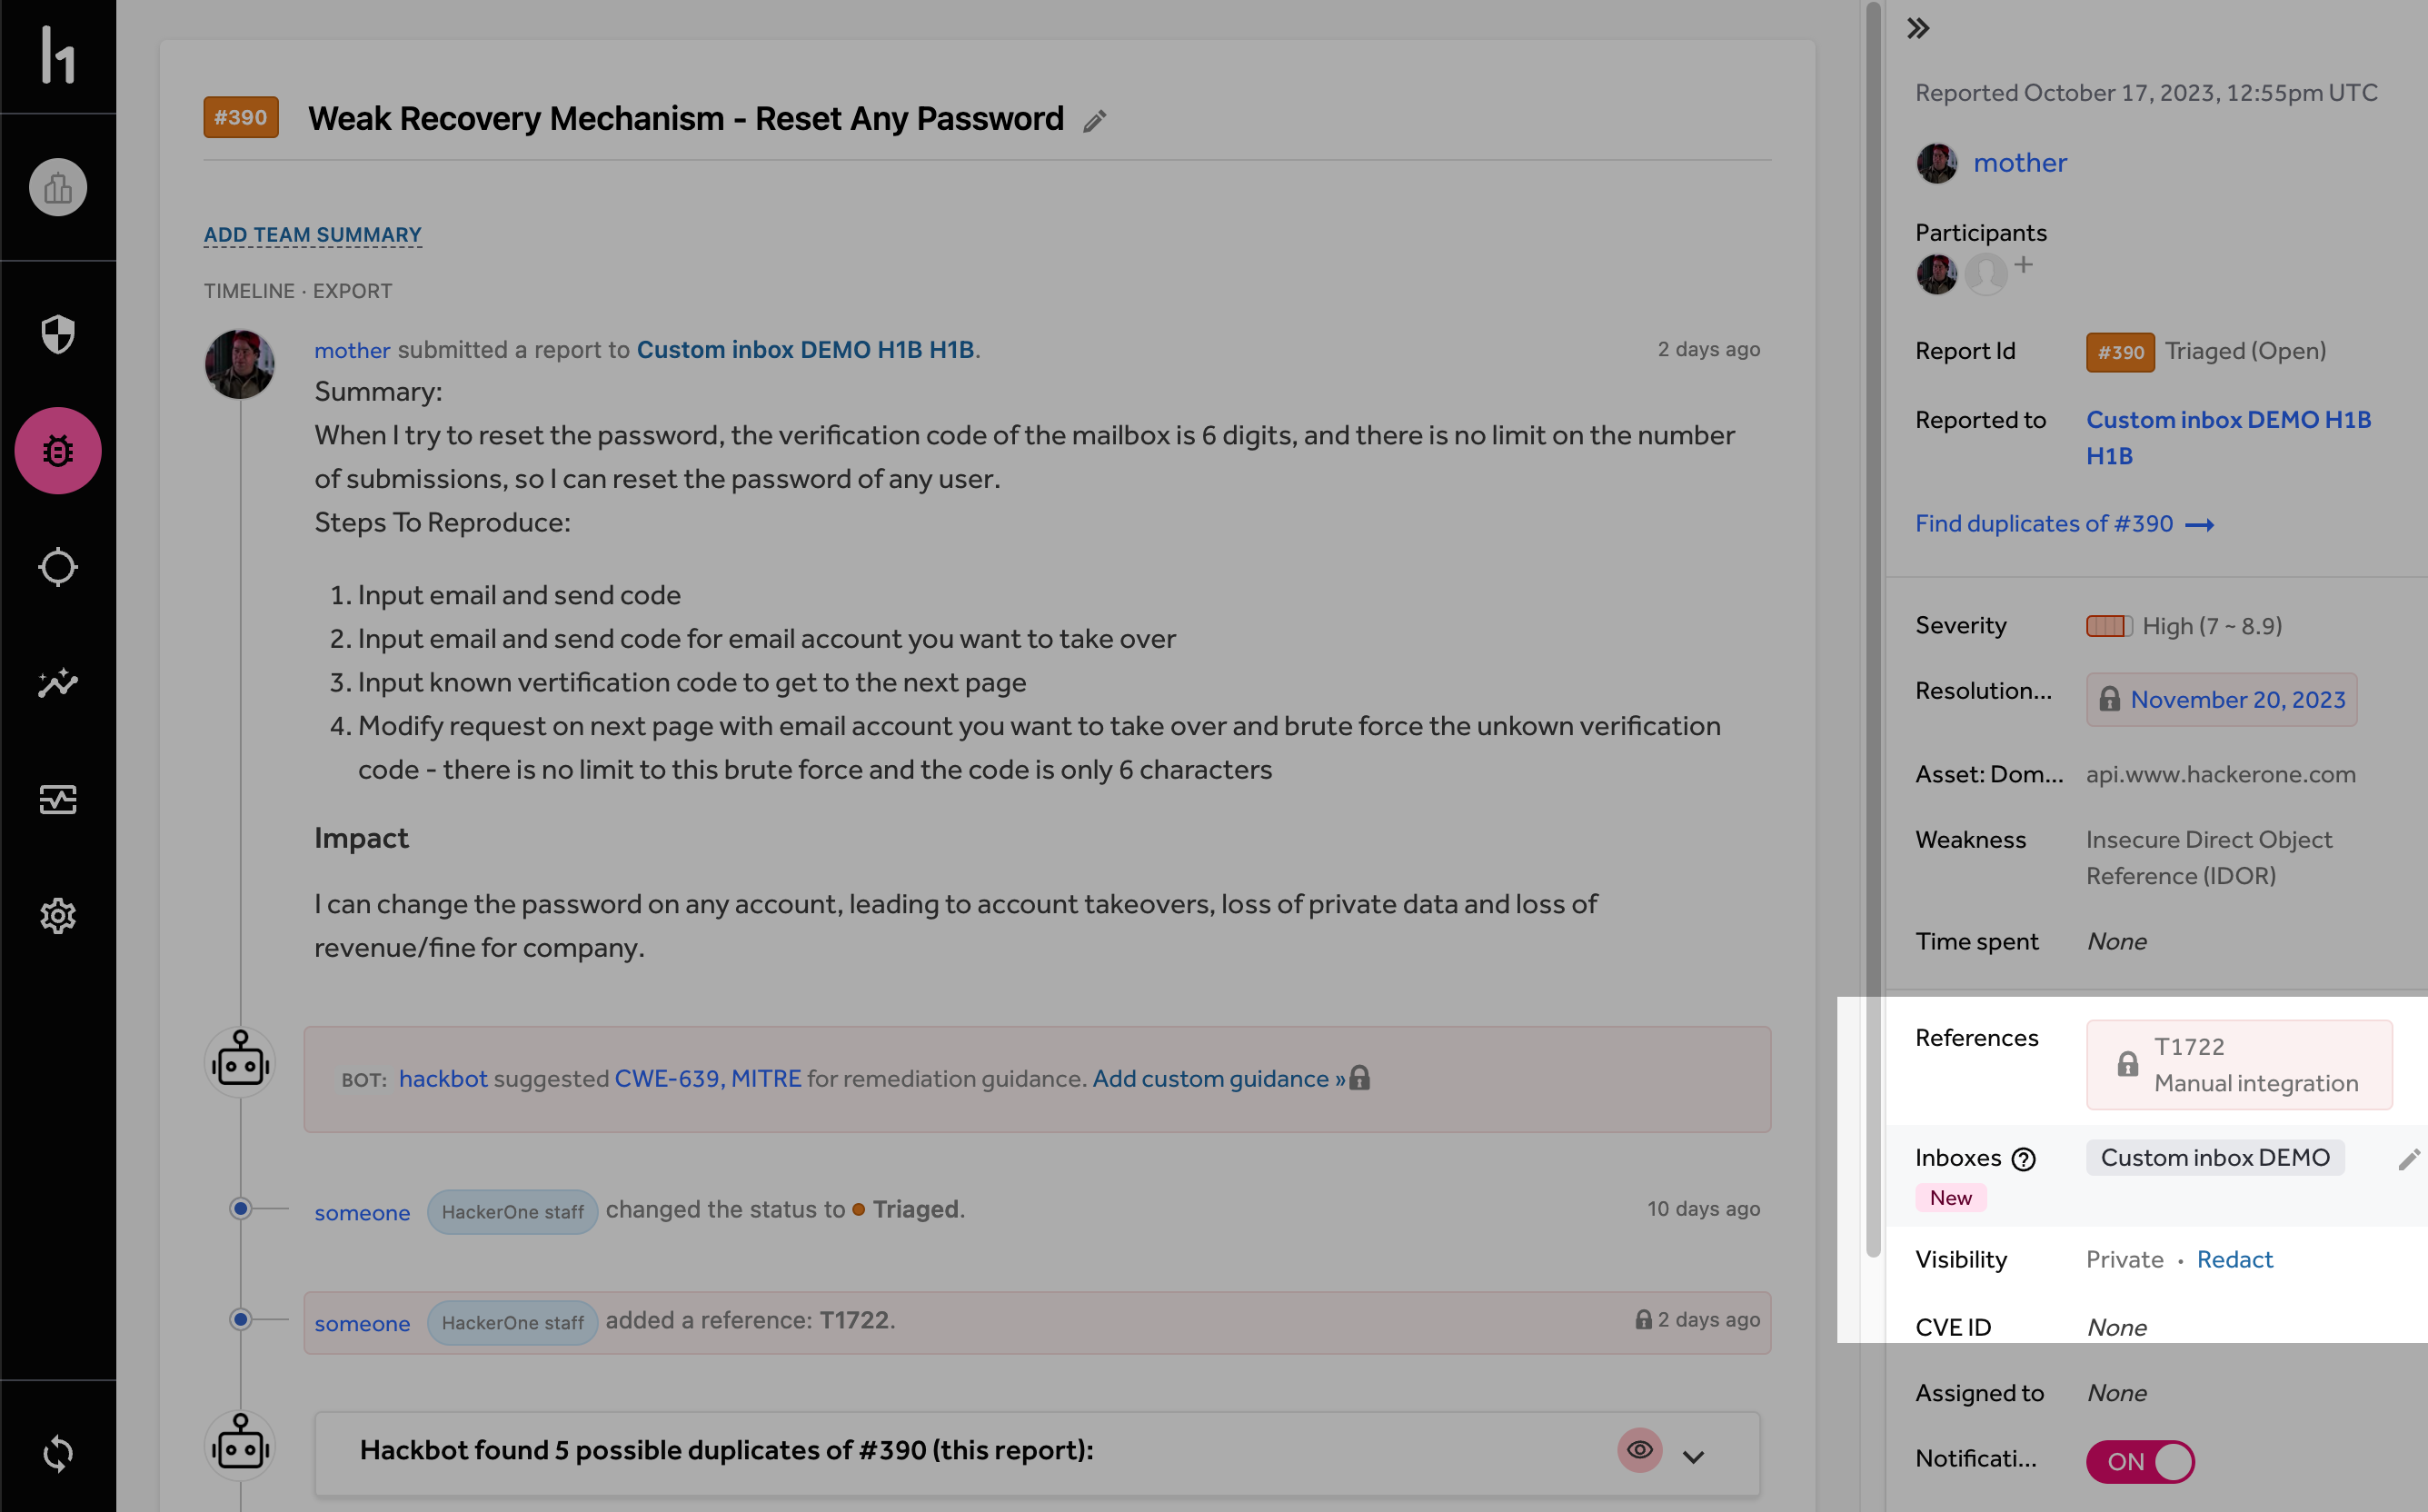 #390 Weak Recovery Mechanism - Reset Any Password
ADD TEAM SUMMARY
TIMELINE · EXPORT
mother submitted a report to Custom inbox DEMO H1B H1B. 2 days ago
Summary:
When I try to reset the password, the verification code of the mailbox is 6 digits, and there is no limit on the number
of submissions, so I can reset the password of any user.
Steps To Reproduce:
1. Input email and send code
2. Input email and send code for email account you want to take over
3. Input known vertification code to get to the next page
4. Modify request on next page with email account you want to take over and brute force the unkown verification
code - there is no limit to this brute force and the code is only 6 characters
Impact
I can change the password on any account, leading to account takeovers, loss of private data and loss of
revenue/fine for company.
BOT: hackbot suggested CWE-639, MITRE for remediation guidance. Add custom guidance »
someone HackerOne staff changed the status to Triaged. 10 days ago
someone HackerOne staff added a reference: T1722. 2 days ago
Hackbot found 5 possible duplicates of #390 (this report):
Reported October 17, 2023, 12:55pm UTC
mother
Participants
+
Report Id #390 Triaged (Open)
Reported to Custom inbox DEMO H1B
H1B
Find duplicates of #390
Severity High (7 ~ 8.9)
Resolution... November 20, 2023
Asset: Dom... api.www.hackerone.com
Weakness Insecure Direct Object
Reference (IDOR)
Time spent None
References T1722
Manual integration
Inboxes Custom inbox DEMO
New
Visibility Private · Redact
CVE ID None
Assigned to None
Notificati... ON